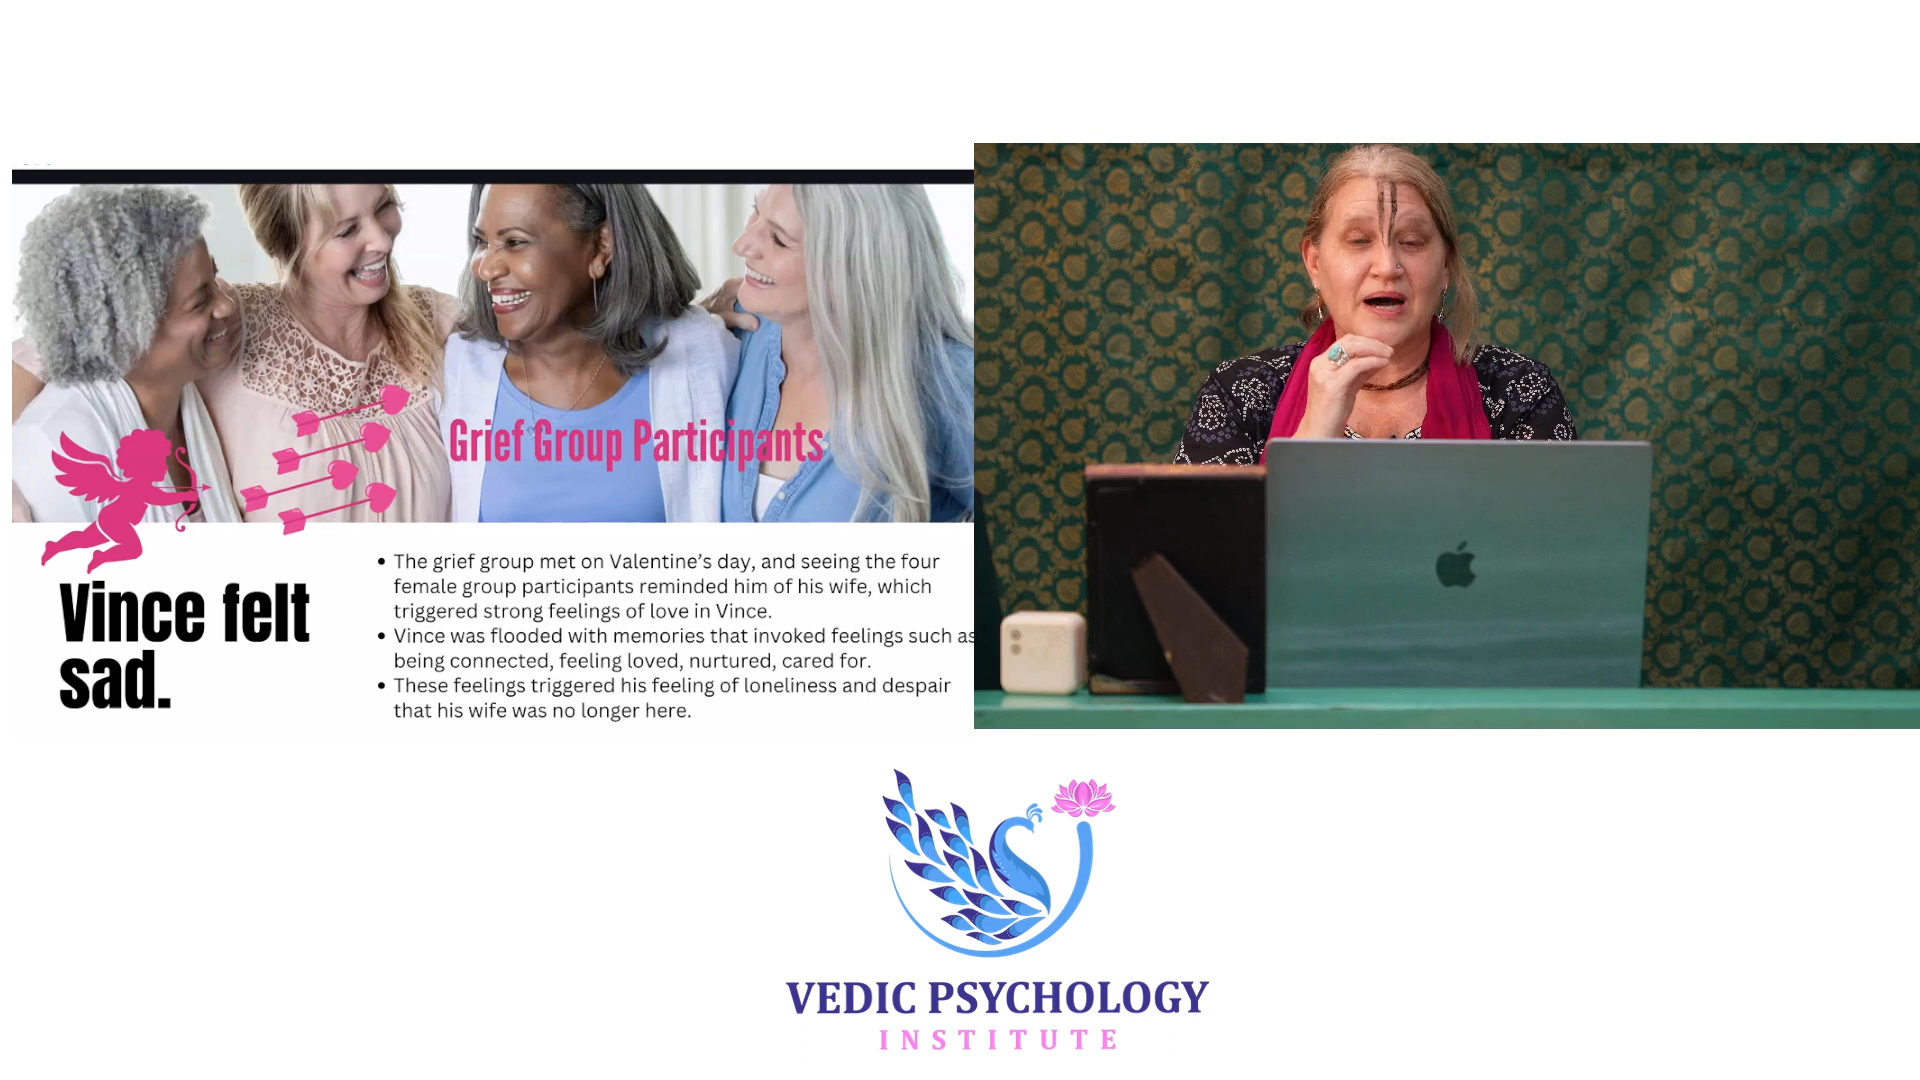 Grief Group Participants
Vince felt
sad.
• The grief group met on Valentine's day, and seeing the four
female group participants reminded him of his wife, which
triggered strong feelings of love in Vince.
• Vince was flooded with memories that invoked feelings such as
being connected, feeling loved, nurtured, cared for.
• These feelings triggered his feeling of loneliness and despair
that his wife was no longer here.
VEDIC PSYCHOLOGY
INSTITUTE